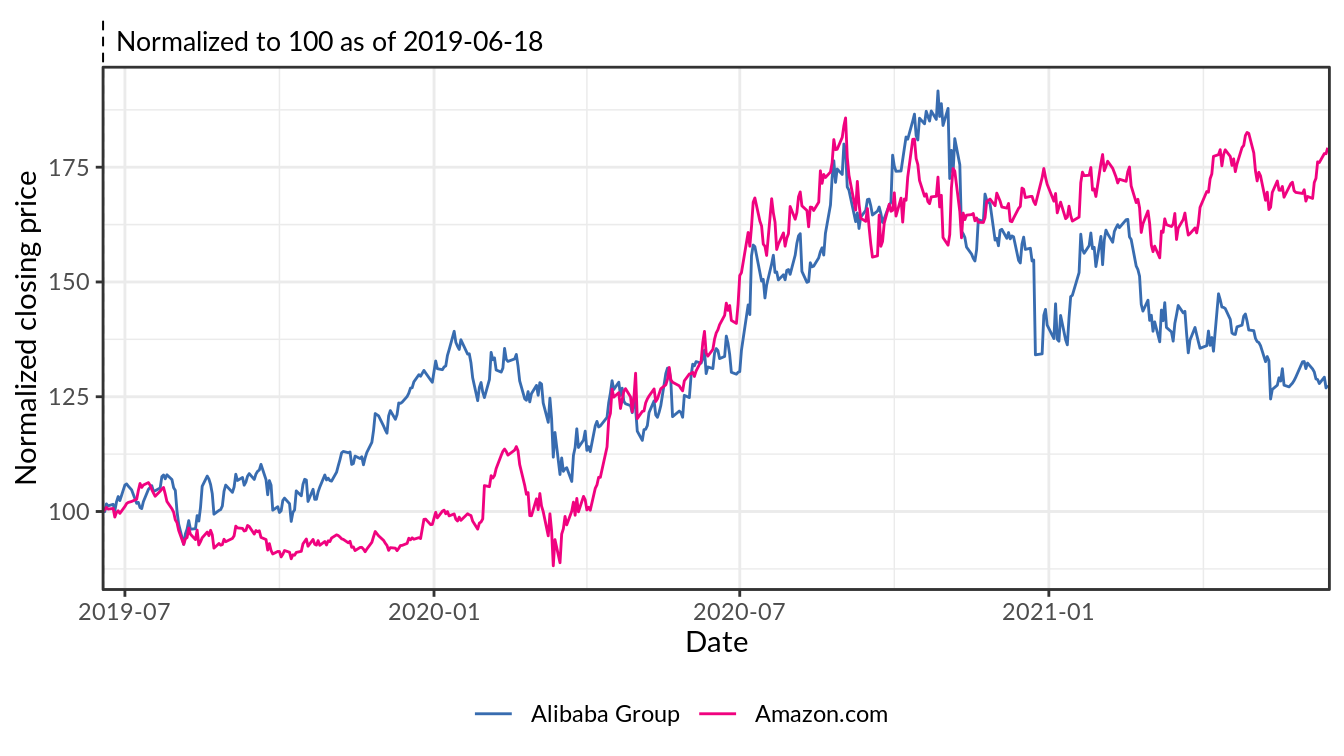 Normalized to 100 as of 2019-06-18
Normalized closing price
175
150
125
100
2019-07
2020-01
2020-07
2021-01
Date
Alibaba Group
Amazon.com